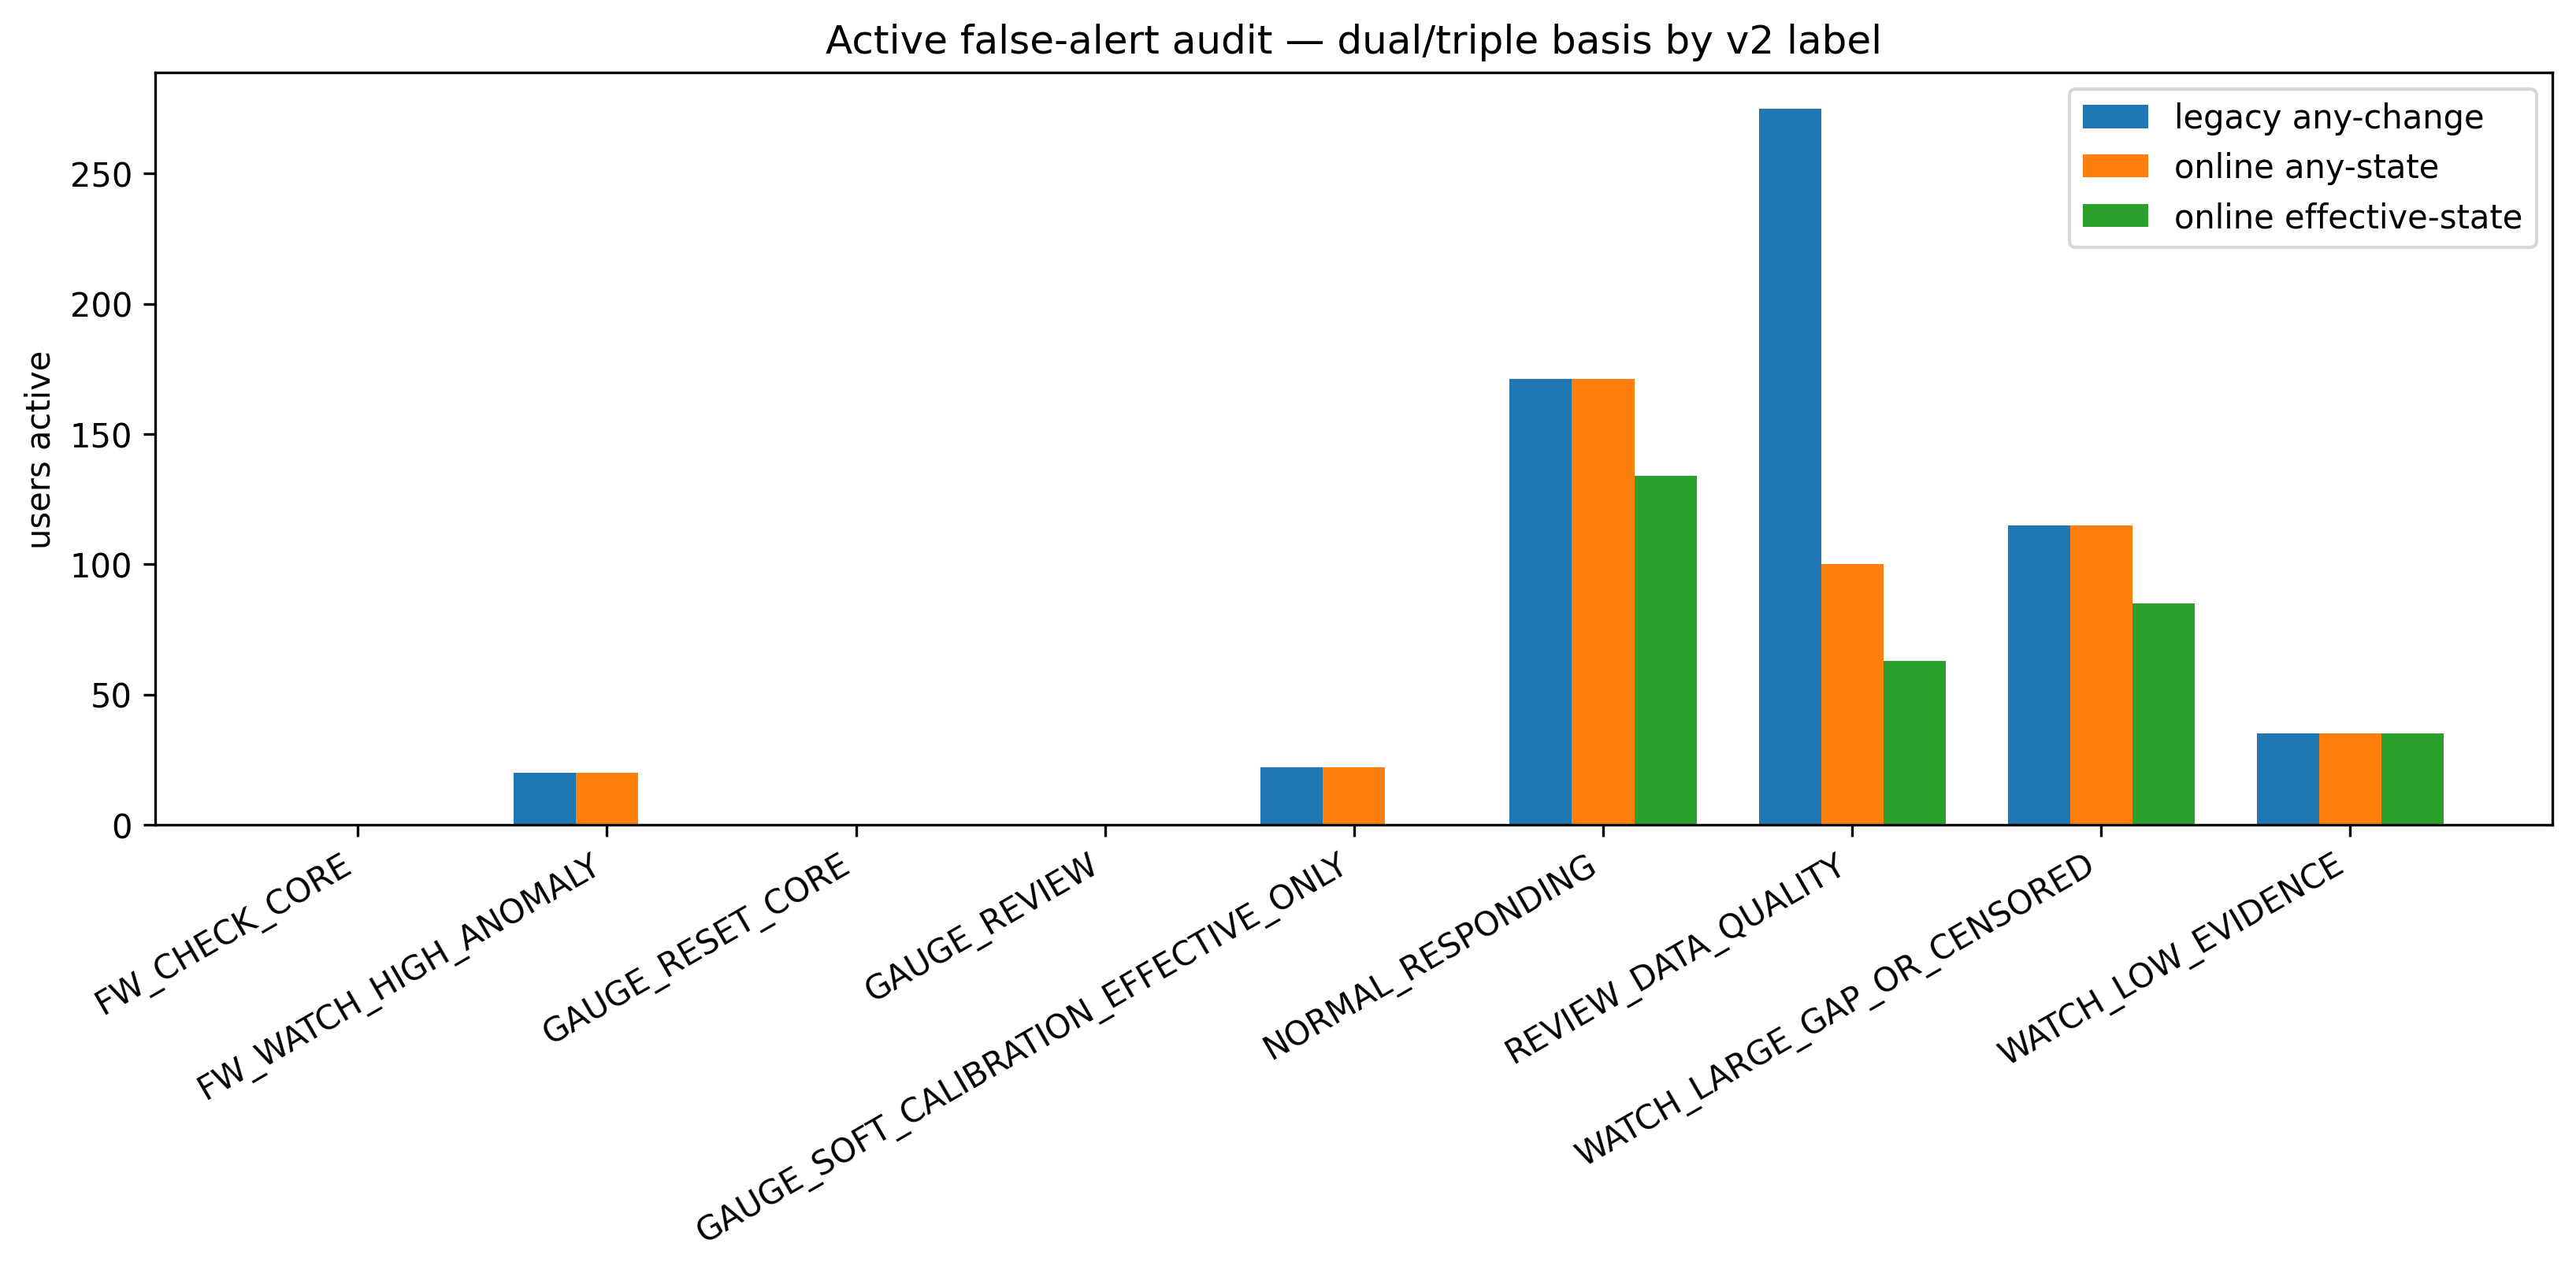 Active false-alert audit — dual/triple basis by v2 label
legacy any-change
online any-state
online effective-state
users active
250
200
150
100
50
0
FW_CHECK_CORE
FW_WATCH_HIGH_ANOMALY
GAUGE_RESET_CORE
GAUGE_REVIEW
GAUGE_SOFT_CALIBRATION_EFFECTIVE_ONLY
NORMAL_RESPONDING
REVIEW_DATA_QUALITY
WATCH_LARGE_GAP_OR_CENSORED
WATCH_LOW_EVIDENCE